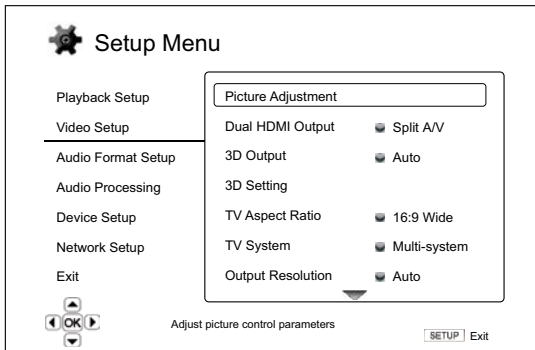 Setup Menu
Playback Setup
Video Setup
Audio Format Setup
Audio Processing
Device Setup
Network Setup
Exit
Picture Adjustment
Dual HDMI Output Split A/V
3D Output Auto
3D Setting
TV Aspect Ratio 16:9 Wide
TV System Multi-system
Output Resolution Auto
OK
Adjust picture control parameters
SETUP Exit